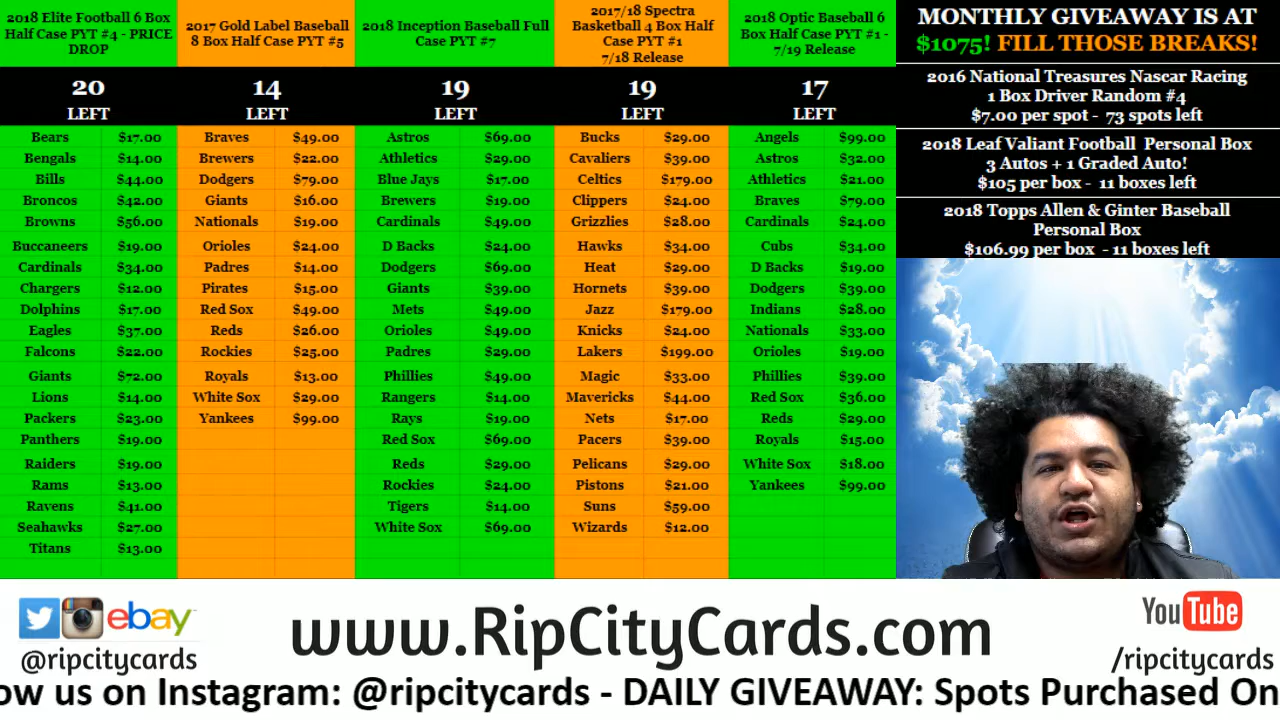 2018 Elite Football 6 Box
Half Case PYT #4 - PRICE
DROP
20
LEFT
Bears $17.00
Bengals $14.00
Bills $44.00
Broncos $42.00
Browns $56.00
Buccaneers $19.00
Cardinals $34.00
Chargers $12.00
Dolphins $17.00
Eagles $37.00
Falcons $22.00
Giants $72.00
Lions $14.00
Packers $23.00
Panthers $19.00
Raiders $19.00
Rams $13.00
Ravens $41.00
Seahawks $27.00
Titans $13.00
2017 Gold Label Baseball
8 Box Half Case PYT #5
14
LEFT
Braves $49.00
Brewers $22.00
Dodgers $79.00
Giants $16.00
Nationals $19.00
Orioles $24.00
Padres $14.00
Pirates $15.00
Red Sox $49.00
Reds $26.00
Rockies $25.00
Royals $13.00
White Sox $29.00
Yankees $99.00
2018 Inception Baseball Full
Case PYT #7
19
LEFT
Astros $69.00
Athletics $29.00
Blue Jays $17.00
Brewers $19.00
Cardinals $49.00
D Backs $24.00
Dodgers $69.00
Giants $39.00
Mets $49.00
Orioles $49.00
Padres $29.00
Phillies $49.00
Rangers $14.00
Rays $19.00
Red Sox $69.00
Reds $29.00
Rockies $24.00
Tigers $14.00
White Sox $69.00
2017/18 Spectra
Basketball 4 Box Half
Case PYT #1
7/18 Release
19
LEFT
Bucks $29.00
Cavaliers $39.00
Celtics $179.00
Clippers $24.00
Grizzlies $28.00
Hawks $34.00
Heat $29.00
Hornets $39.00
Jazz $179.00
Knicks $24.00
Lakers $199.00
Magic $33.00
Mavericks $44.00
Nets $17.00
Pacers $39.00
Pelicans $29.00
Pistons $21.00
Suns $59.00
Wizards $12.00
2018 Optic Baseball 6
Box Half Case PYT #1 -
7/19 Release
17
LEFT
Angels $99.00
Astros $32.00
Athletics $21.00
Braves $79.00
Cardinals $24.00
Cubs $34.00
D Backs $19.00
Dodgers $39.00
Indians $28.00
Nationals $33.00
Orioles $19.00
Phillies $39.00
Red Sox $36.00
Reds $29.00
Royals $15.00
White Sox $18.00
Yankees $99.00
MONTHLY GIVEAWAY IS AT
$1075! FILL THOSE BREAKS!
2016 National Treasures Nascar Racing
1 Box Driver Random #4
$7.00 per spot - 73 spots left
2018 Leaf Valiant Football Personal Box
3 Autos + 1 Graded Auto!
$105 per box - 11 boxes left
2018 Topps Allen & Ginter Baseball
Personal Box
$106.99 per box - 11 boxes left
ebay
@ripcitycards
www.RipCityCards.com
YouTube
/ripcitycards
ow us on Instagram: @ripcitycards - DAILY GIVEAWAY: Spots Purchased On